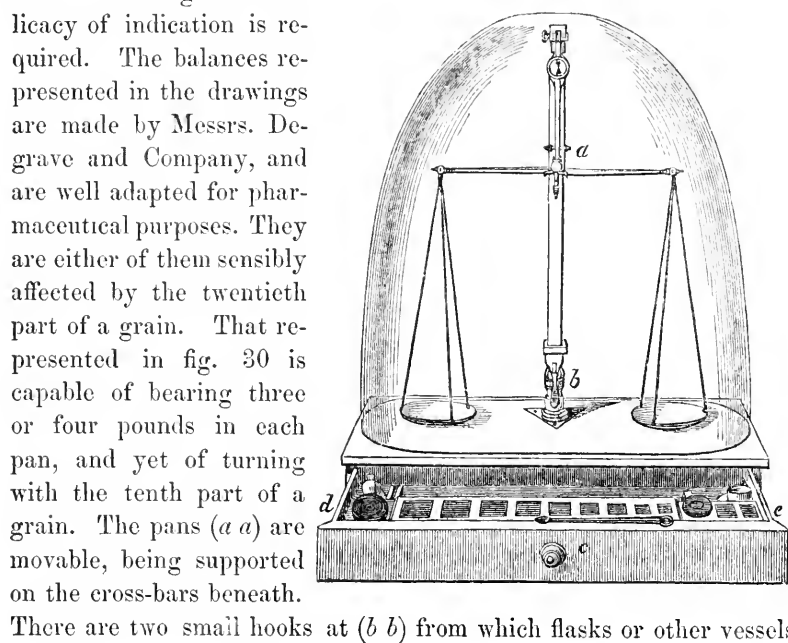 licacy of indication is re-
quired. The balances re-
presented in the drawings
are made by Messrs. De-
grave and Company, and
are well adapted for phar-
maceutical purposes. They
are either of them sensibly
affected by the twentieth
part of a grain. That re-
presented in fig. 30 is
capable of bearing three
or four pounds in each
pan, and yet of turning
with the tenth part of a
grain. The pans (a a) are
movable, being supported
on the cross-bars beneath.
There are two small hooks at (b b) from which flasks or other vessels
a
b
d
e
c